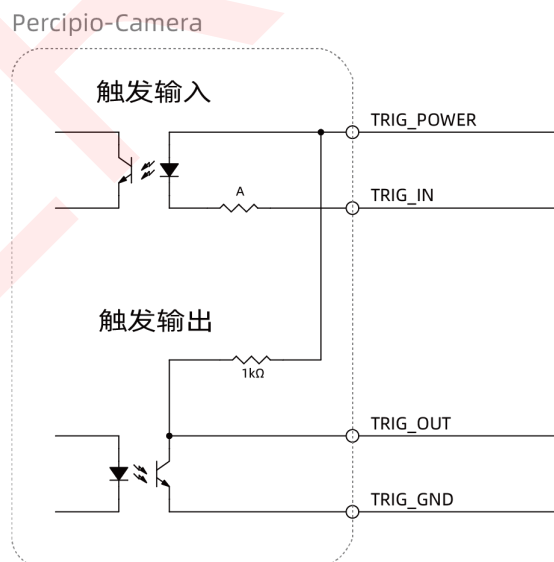 Percipio-Camera
触发输入
TRIG_POWER
A
TRIG_IN
触发输出
1kΩ
TRIG_OUT
TRIG_GND